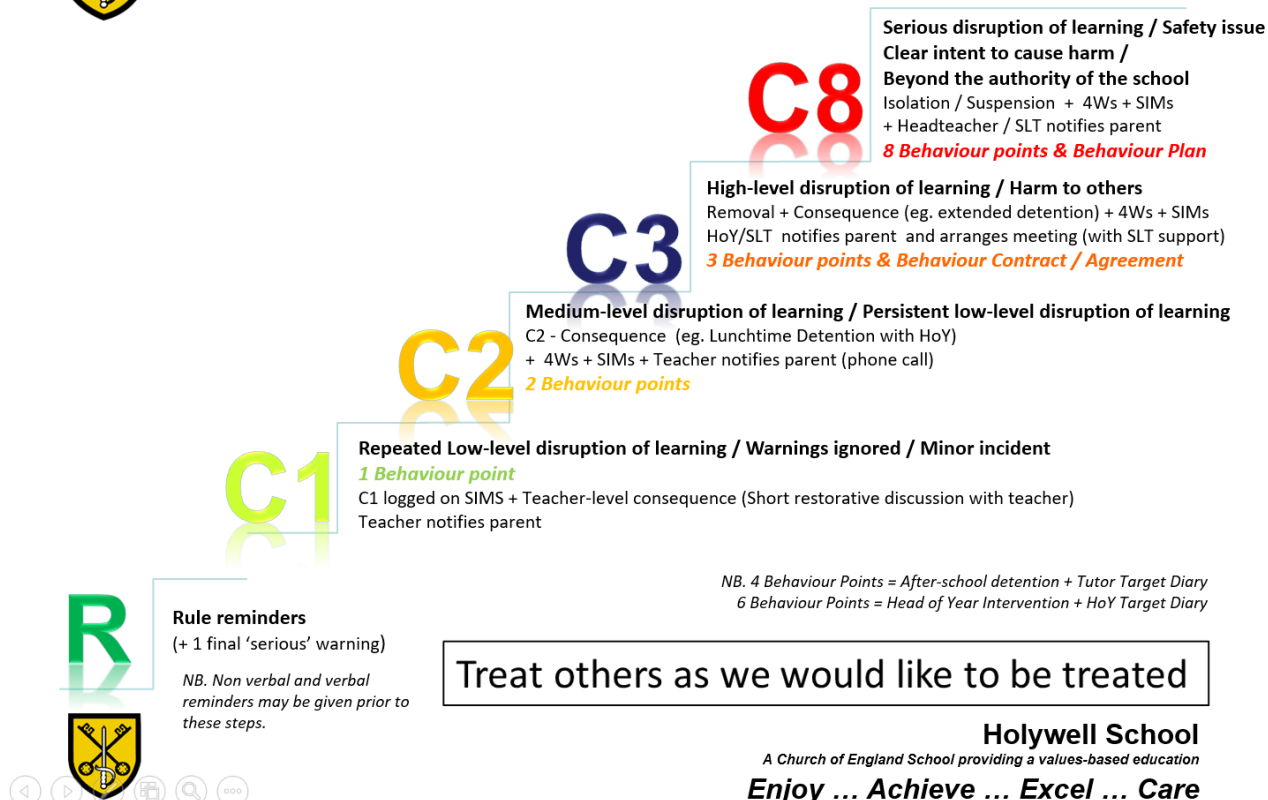 C8
Serious disruption of learning / Safety issue
Clear intent to cause harm /
Beyond the authority of the school
Isolation / Suspension + 4Ws + SIMs
+ Headteacher / SLT notifies parent
8 Behaviour points & Behaviour Plan
C3
High-level disruption of learning / Harm to others
Removal + Consequence (eg. extended detention) + 4Ws + SIMs
HoY/SLT notifies parent and arranges meeting (with SLT support)
3 Behaviour points & Behaviour Contract / Agreement
C2
Medium-level disruption of learning / Persistent low-level disruption of learning
C2 - Consequence (eg. Lunchtime Detention with HoY)
+ 4Ws + SIMs + Teacher notifies parent (phone call)
2 Behaviour points
C1
Repeated Low-level disruption of learning / Warnings ignored / Minor incident
1 Behaviour point
C1 logged on SIMS + Teacher-level consequence (Short restorative discussion with teacher)
Teacher notifies parent
R
Rule reminders
(+ 1 final ‘serious’ warning)
NB. Non verbal and verbal
reminders may be given prior to
these steps.
NB. 4 Behaviour Points = After-school detention + Tutor Target Diary
6 Behaviour Points = Head of Year Intervention + HoY Target Diary
Treat others as we would like to be treated
Holywell School
A Church of England School providing a values-based education
Enjoy … Achieve … Excel … Care